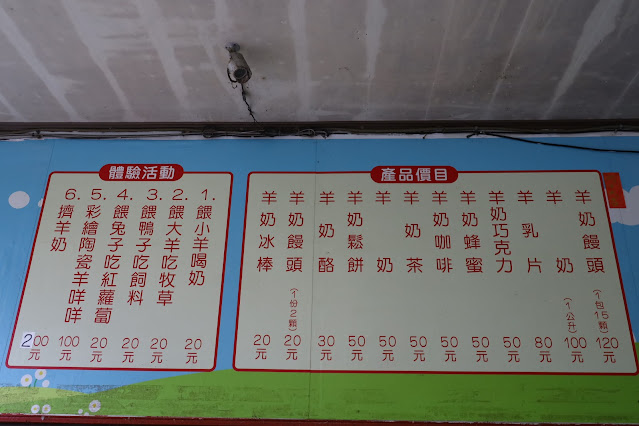 體驗活動
1.餵小羊喝奶 20元
2.餵大羊吃牧草 20元
3.餵鴨子吃飼料 20元
4.餵兔子吃紅蘿蔔 20元
5.彩繪陶瓷羊咩咩 100元
6.擠羊奶 200元
產品價目
羊奶饅頭(1包15顆) 120元
羊奶(1公升) 100元
羊乳片 80元
羊奶巧克力 50元
羊奶蜂蜜 50元
羊奶咖啡 50元
羊奶茶 50元
羊奶 50元
羊奶鬆餅 50元
羊奶酪 30元
羊奶饅頭(1份2顆) 20元
羊奶冰棒 20元